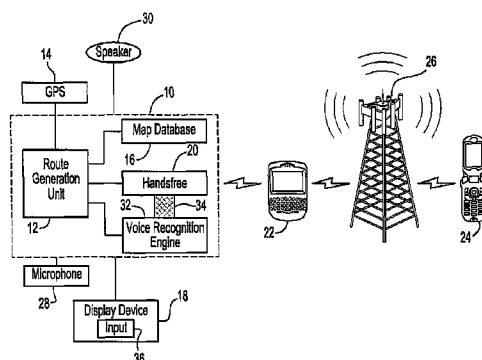 30
Speaker
14
GPS
10
26
Map Database
16
20
Route
Generation
Unit
Handsfree
12
32
34
Voice Recognition
Engine
22
24
Microphone
28
Display Device
18
Input
36